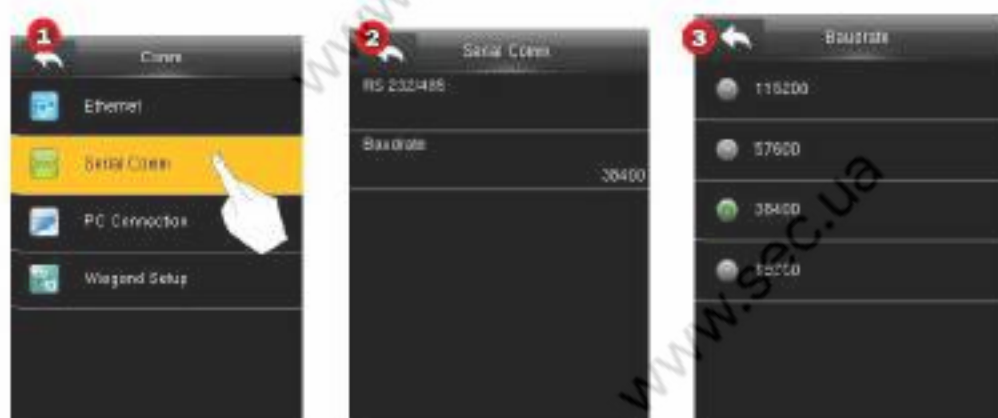 1
Comm.
Ethernet
Serial Comm
PC Connection
Wiegand Setup
2
Serial Comm
RS 232/485
Baudrate
38400
3
Baudrate
115200
57600
38400
19200
www.sec.ua